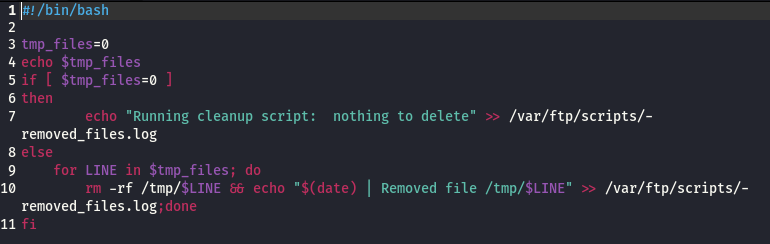 1 #!/bin/bash
2
3 tmp_files=0
4 echo $tmp_files
5 if [ $tmp_files=0 ]
6 then
7         echo "Running cleanup script:  nothing to delete" >> /var/ftp/scripts/-
removed_files.log
8 else
9     for LINE in $tmp_files; do
10         rm -rf /tmp/$LINE && echo "$(date) | Removed file /tmp/$LINE" >> /var/ftp/scripts/-
removed_files.log;done
11 fi